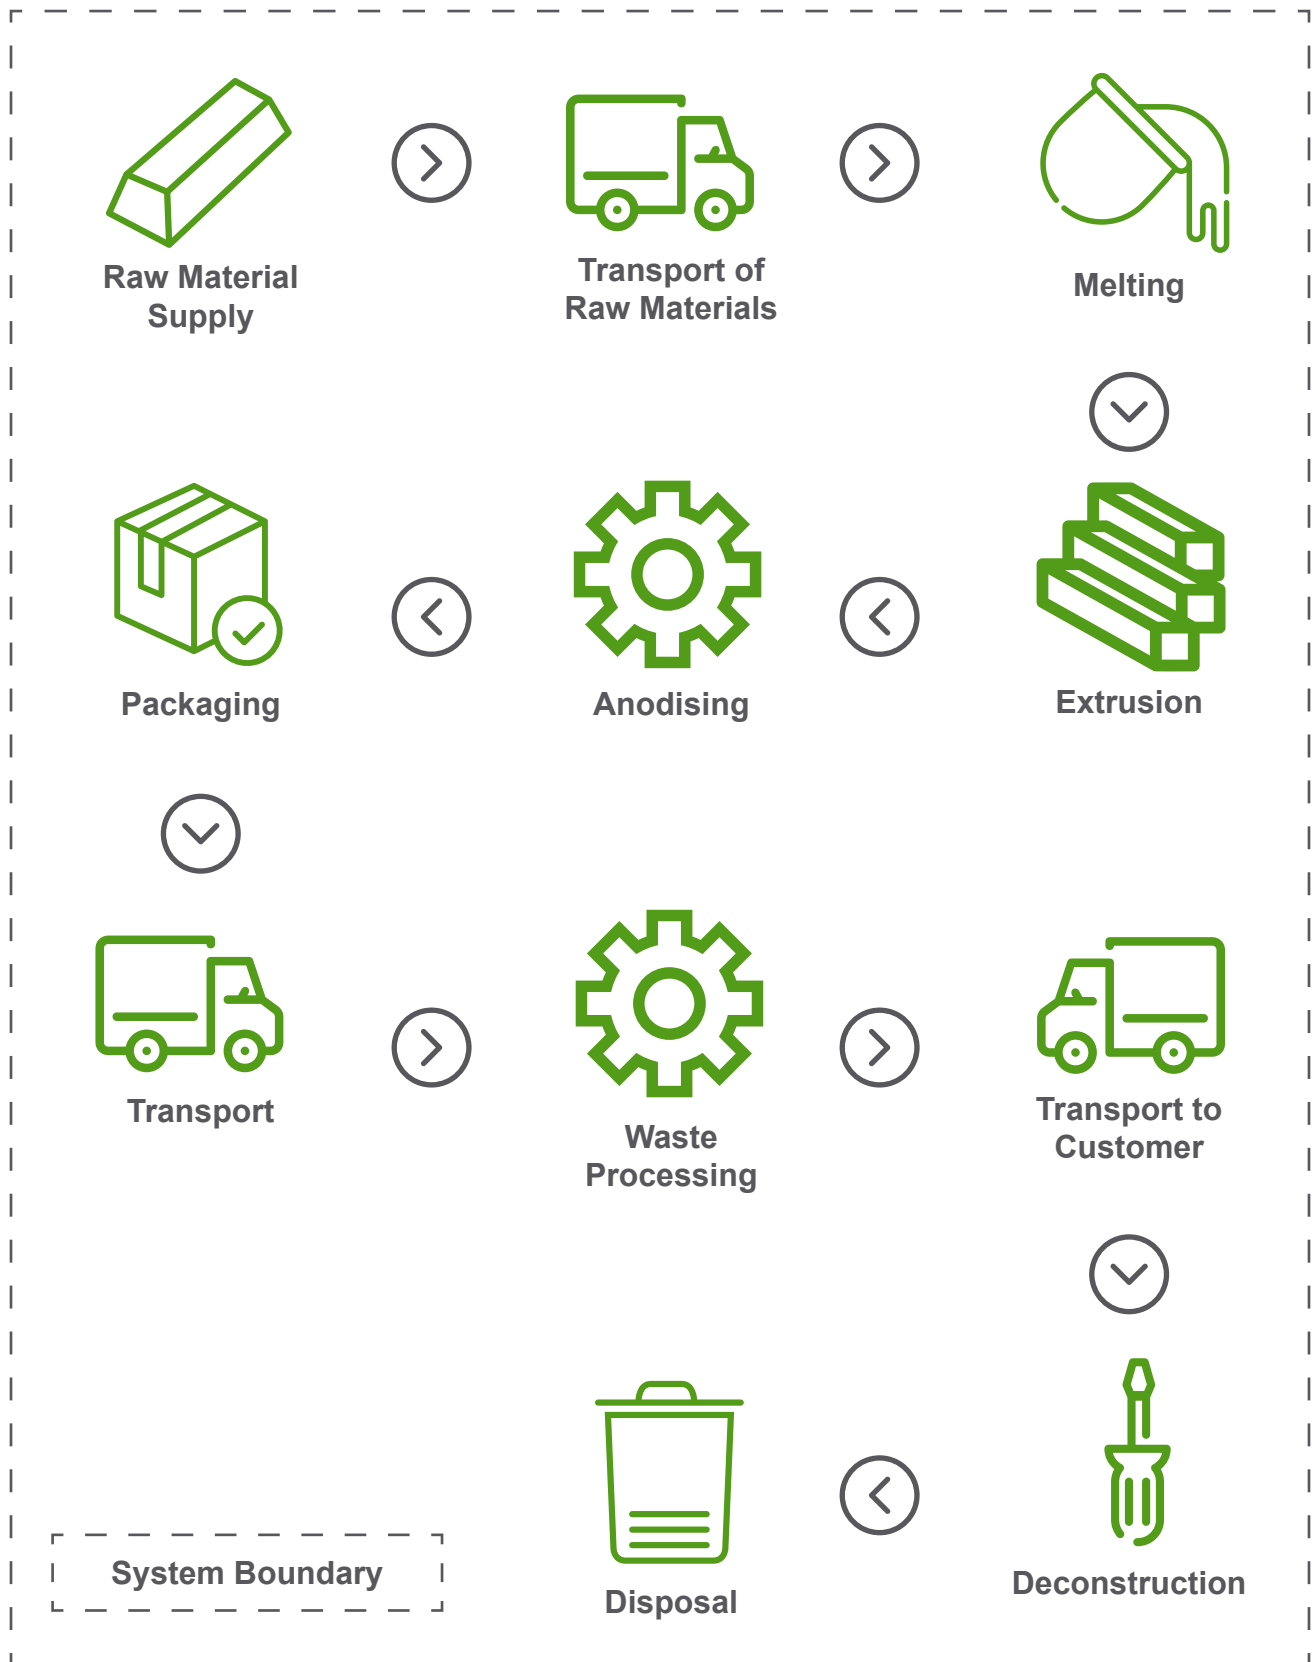 Raw Material
Supply
Transport of
Raw Materials
Melting
Packaging
Anodising
Extrusion
Transport
Waste
Processing
Transport to
Customer
System Boundary
Disposal
Deconstruction